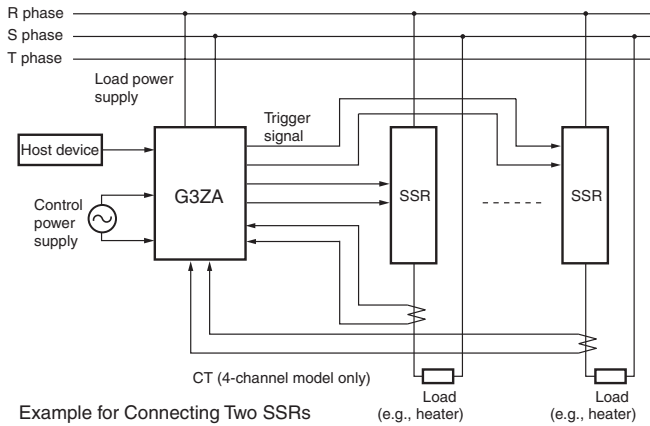 R phase
S phase
T phase
Load power
supply
Trigger
signal
Host device
G3ZA
SSR
SSR
Control
power
supply
CT (4-channel model only)
Load
(e.g., heater)
Load
(e.g., heater)
Example for Connecting Two SSRs